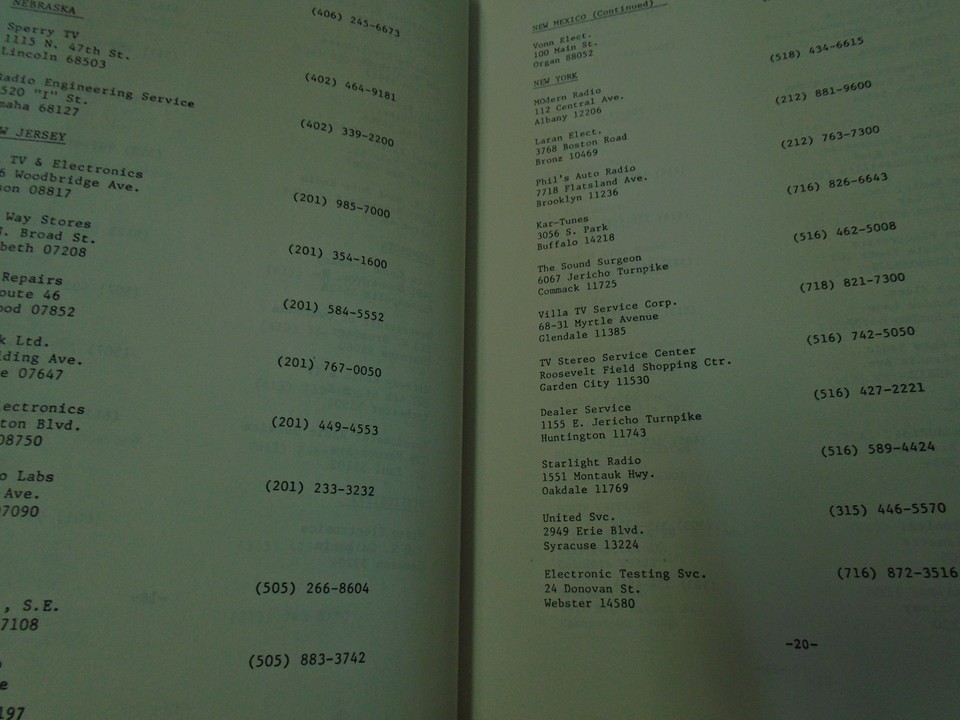 NEBRASKA
(406) 245-6673
Sperry TV
1115 N. 47th St.
Lincoln 68503
(402) 464-9181
Engineering Service
"I" St.
68127
(402) 339-2200
JERSEY
TV & Electronics
Woodbridge Ave.
08817
(201) 985-7000
Way Stores
Broad St.
07208
(201) 354-1600
Repairs
46
07852
(201) 584-5552
Ltd.
Ave.
07647
(201) 767-0050
Blvd.
08750
(201) 449-4553
Labs
Ave.
(201) 233-3232
(505) 266-8604
, S.E.
(505) 883-3742
NEW MEXICO (Continued)
Vonn Elect.
100 Main St.
Organ 88052
NEW YORK
(518) 434-6615
MOdern Radio
112 Central Ave.
Albany 12206
(212) 881-9600
Laran Elect.
3768 Boston Road
Bronz 10469
(212) 763-7300
Phil's Auto Radio
7718 Flatsland Ave.
Brooklyn 11236
(716) 826-6643
Kar-Tunes
3056 S. Park
Buffalo 14218
(516) 462-5008
The Sound Surgeon
6067 Jericho Turnpike
Commack 11725
(718) 821-7300
Villa TV Service Corp.
68-31 Myrtle Avenue
Glendale 11385
(516) 742-5050
TV Stereo Service Center
Roosevelt Field Shopping Ctr.
Garden City 11530
(516) 427-2221
Dealer Service
1155 E. Jericho Turnpike
Huntington 11743
(516) 589-4424
Starlight Radio
1551 Montauk Hwy.
Oakdale 11769
(315) 446-5570
United Svc.
2949 Erie Blvd.
Syracuse 13224
(716) 872-3516
Electronic Testing Svc.
24 Donovan St.
Webster 14580
-20-